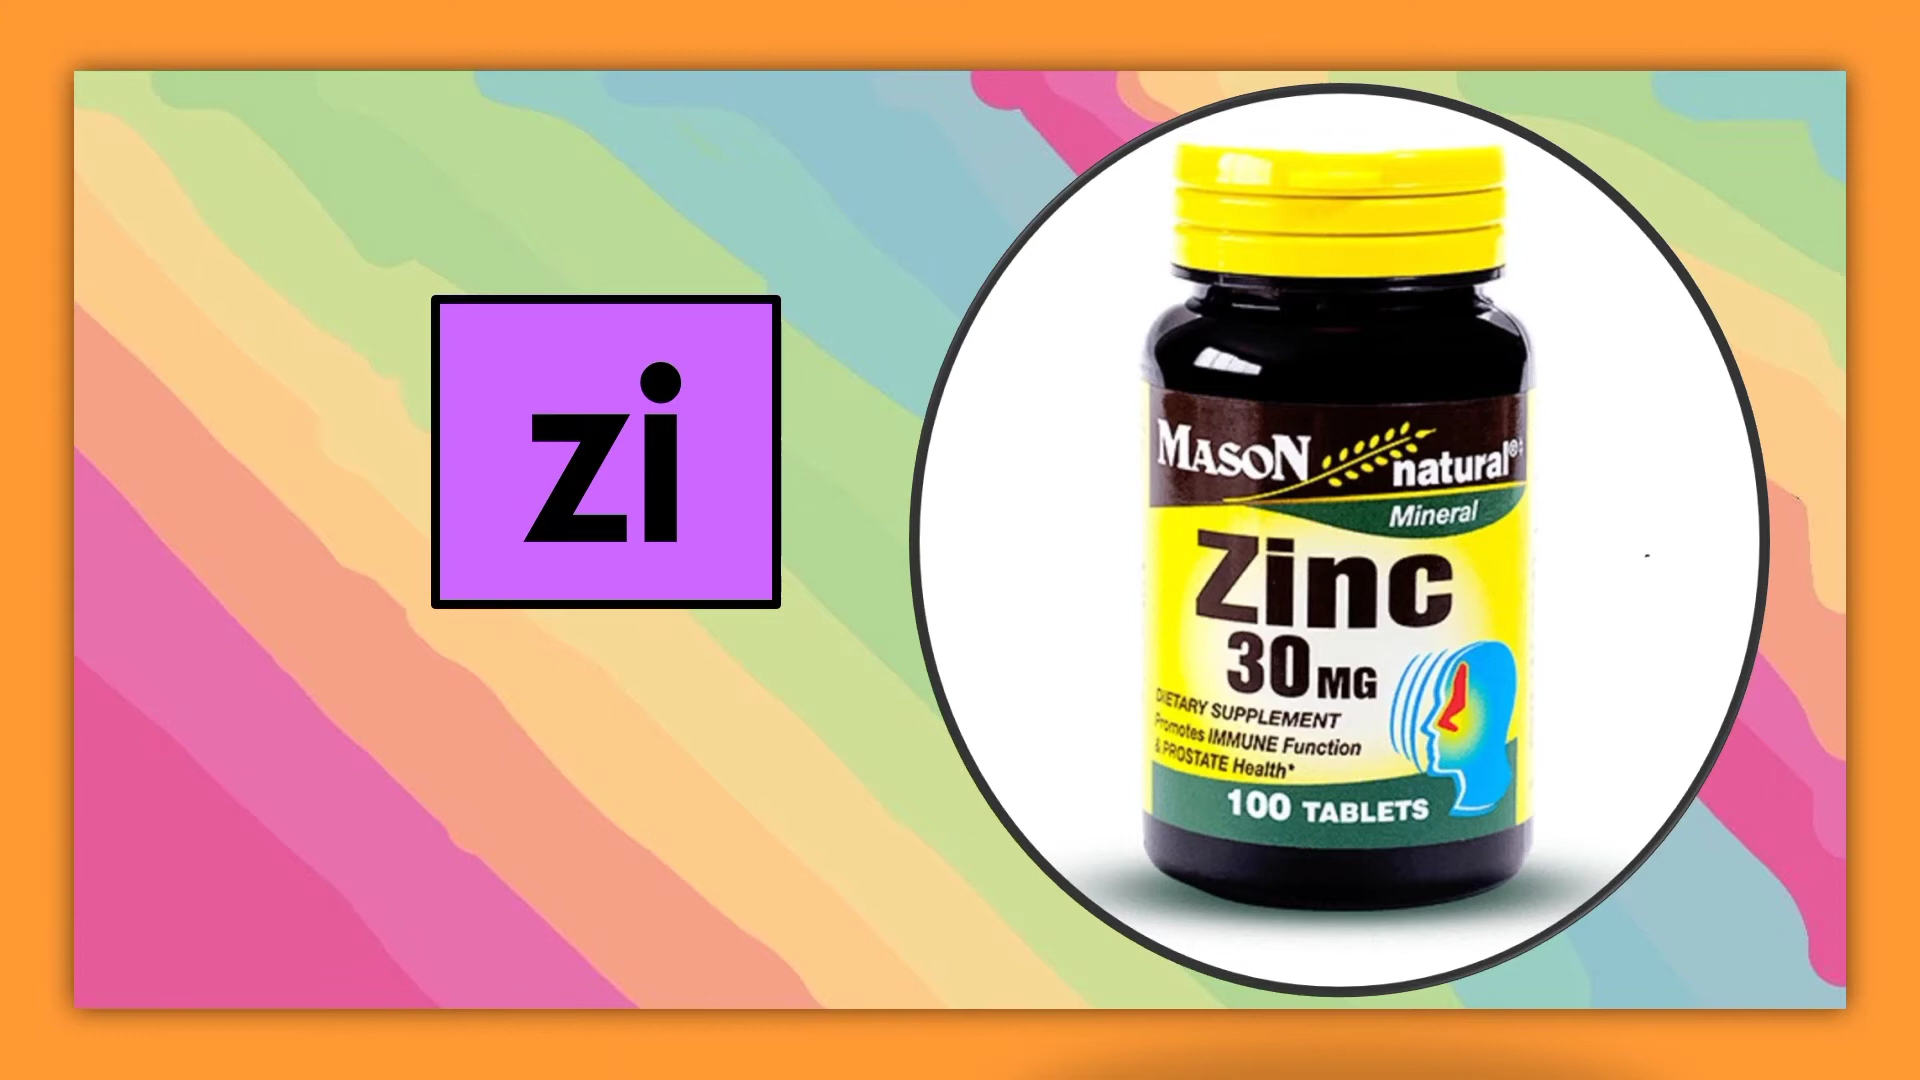 zi
MASON natural®‡
Mineral
Zinc
30 MG
DIETARY SUPPLEMENT
Promotes IMMUNE Function
& PROSTATE Health*
100 TABLETS